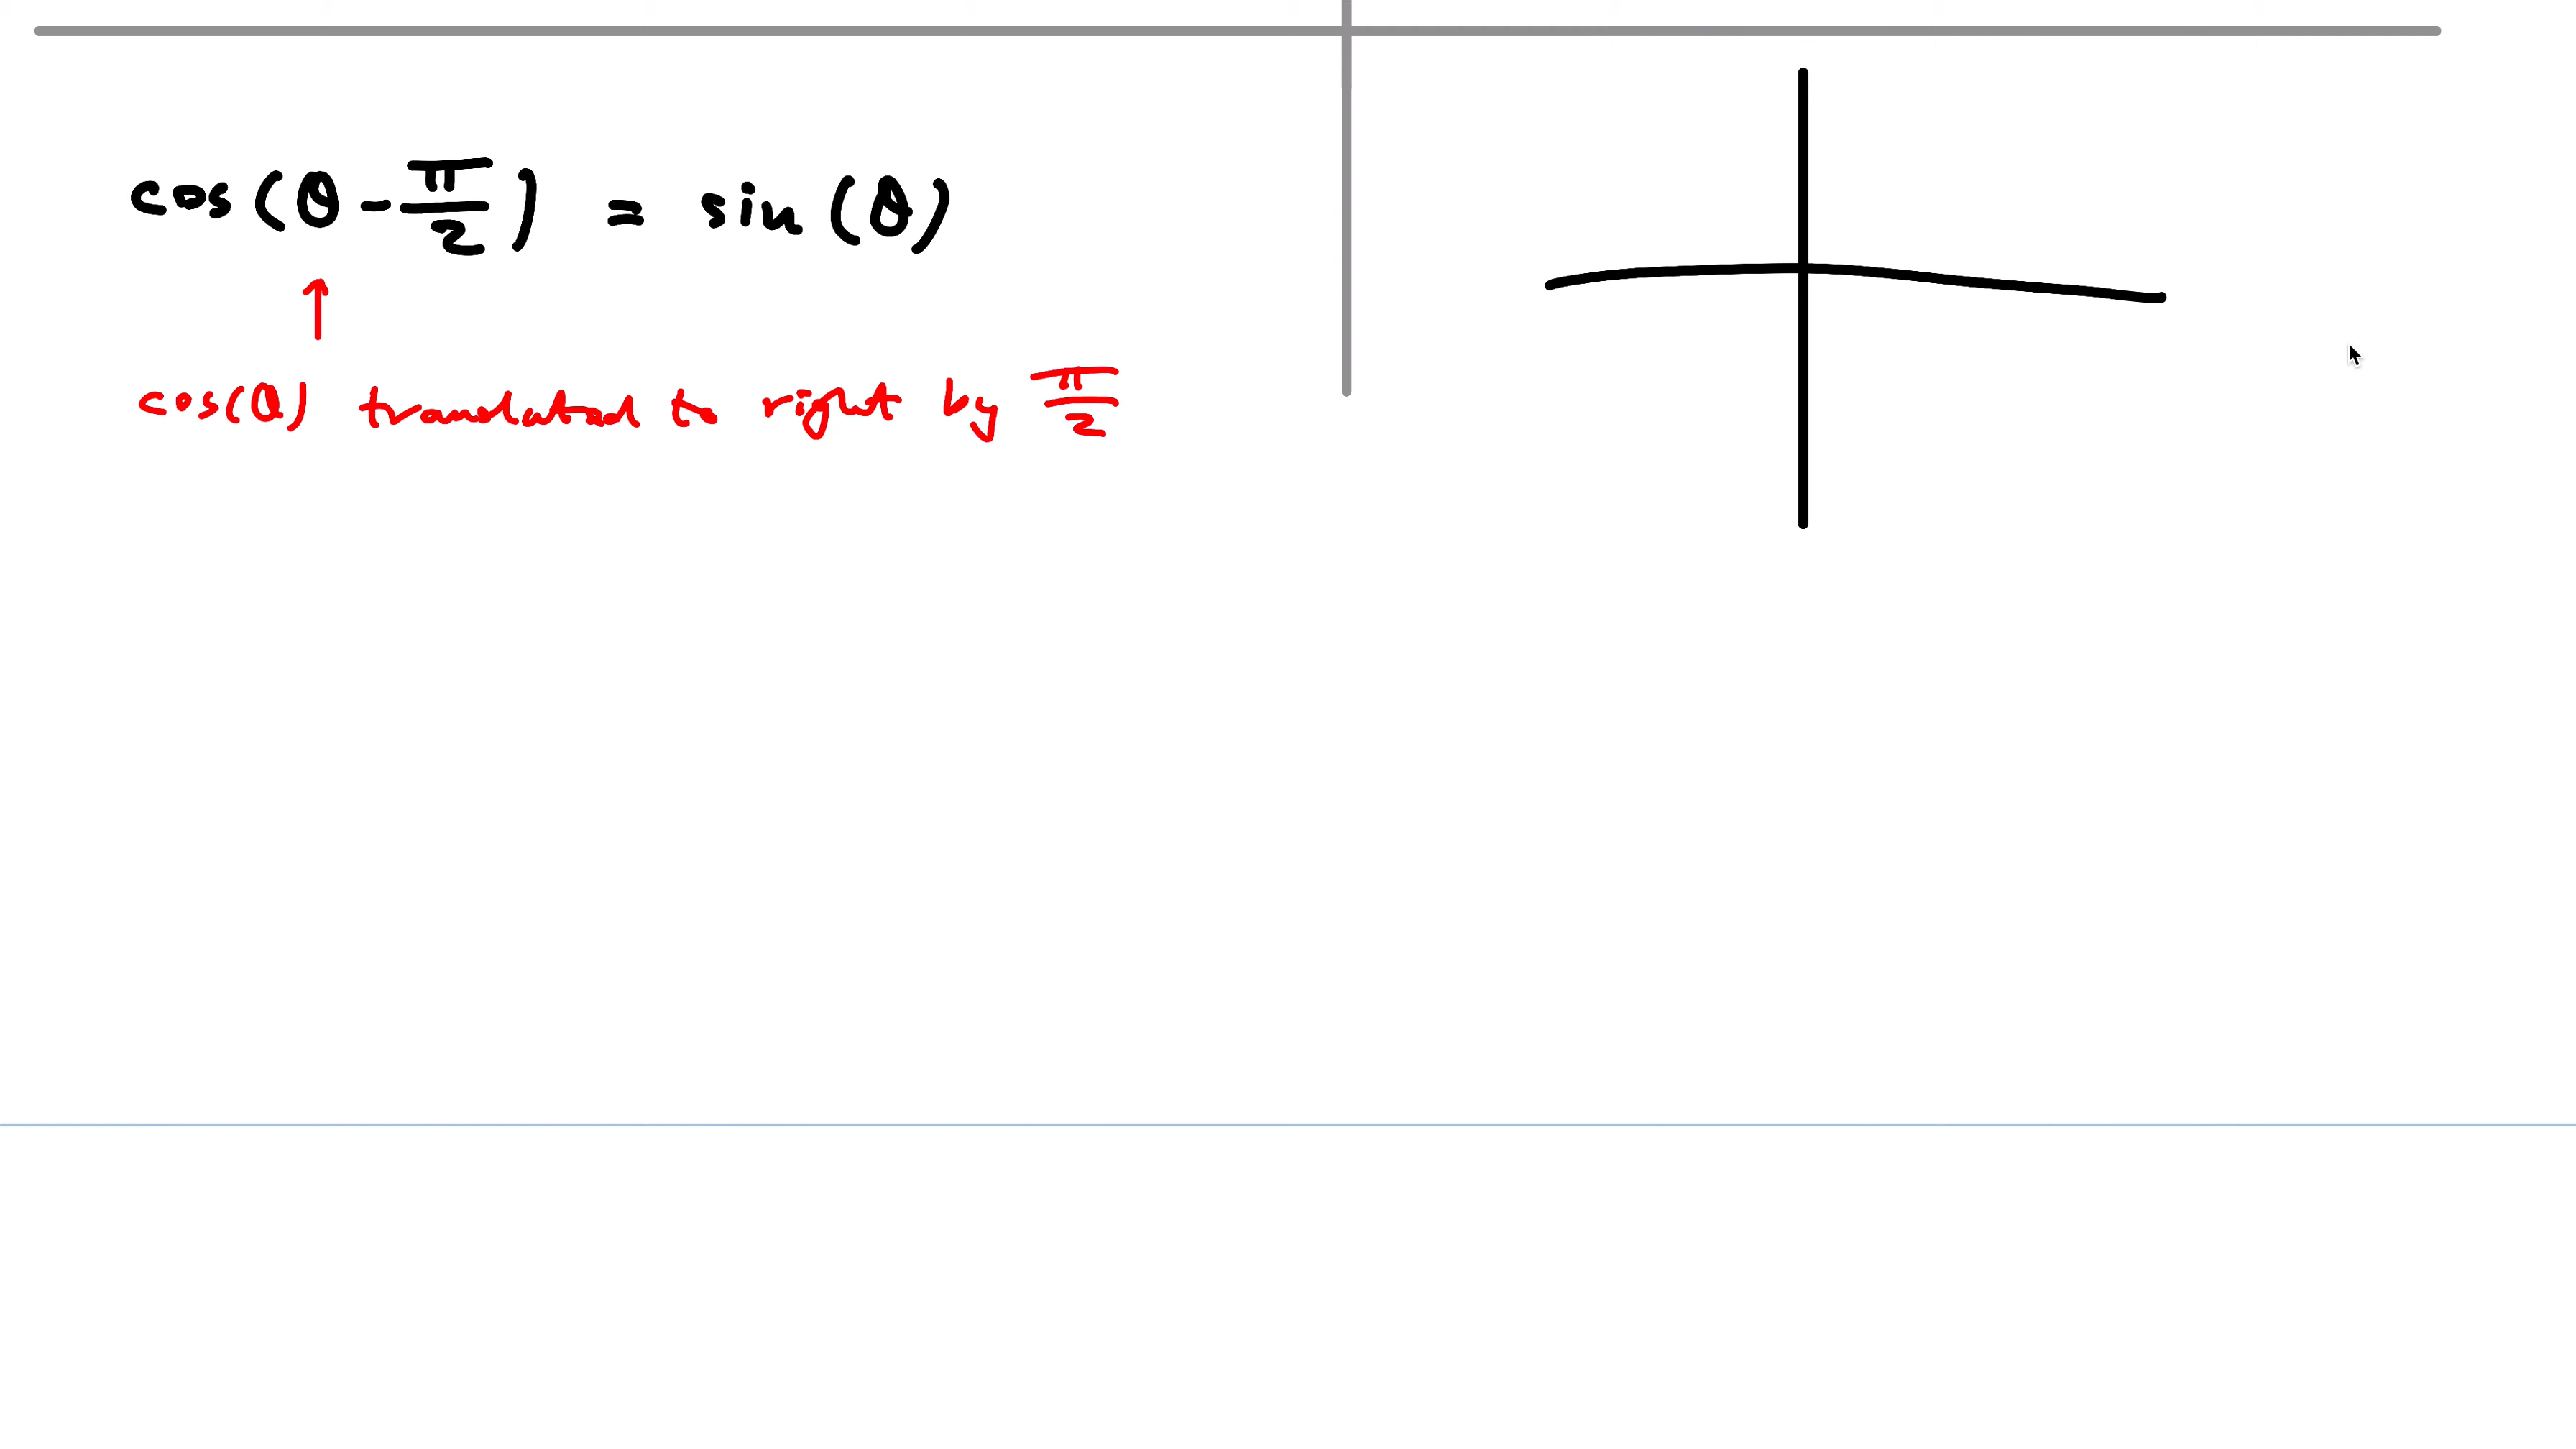 cos(θ - π/2) = sin(θ)
↑
cos(θ) translated to right by π/2